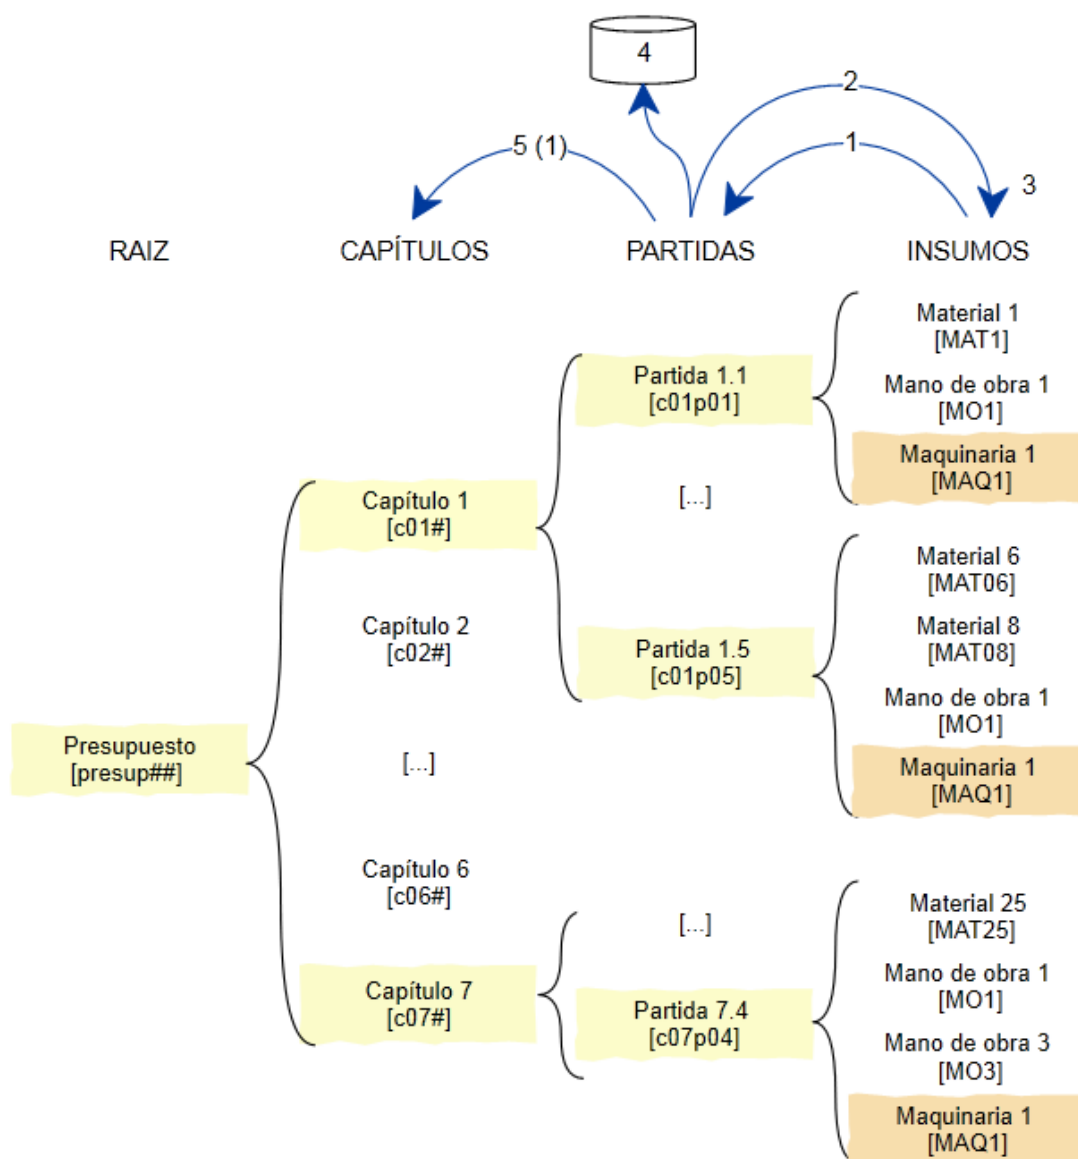 4
2
5 (1)
1
3
RAIZ
CAPÍTULOS
PARTIDAS
INSUMOS
Presupuesto
[presup##]
Capítulo 1
[c01#]
Capítulo 2
[c02#]
[...]
Capítulo 6
[c06#]
Capítulo 7
[c07#]
Partida 1.1
[c01p01]
[...]
Partida 1.5
[c01p05]
[...]
Partida 7.4
[c07p04]
Material 1
[MAT1]
Mano de obra 1
[MO1]
Maquinaria 1
[MAQ1]
Material 6
[MAT06]
Material 8
[MAT08]
Mano de obra 1
[MO1]
Maquinaria 1
[MAQ1]
Material 25
[MAT25]
Mano de obra 1
[MO1]
Mano de obra 3
[MO3]
Maquinaria 1
[MAQ1]